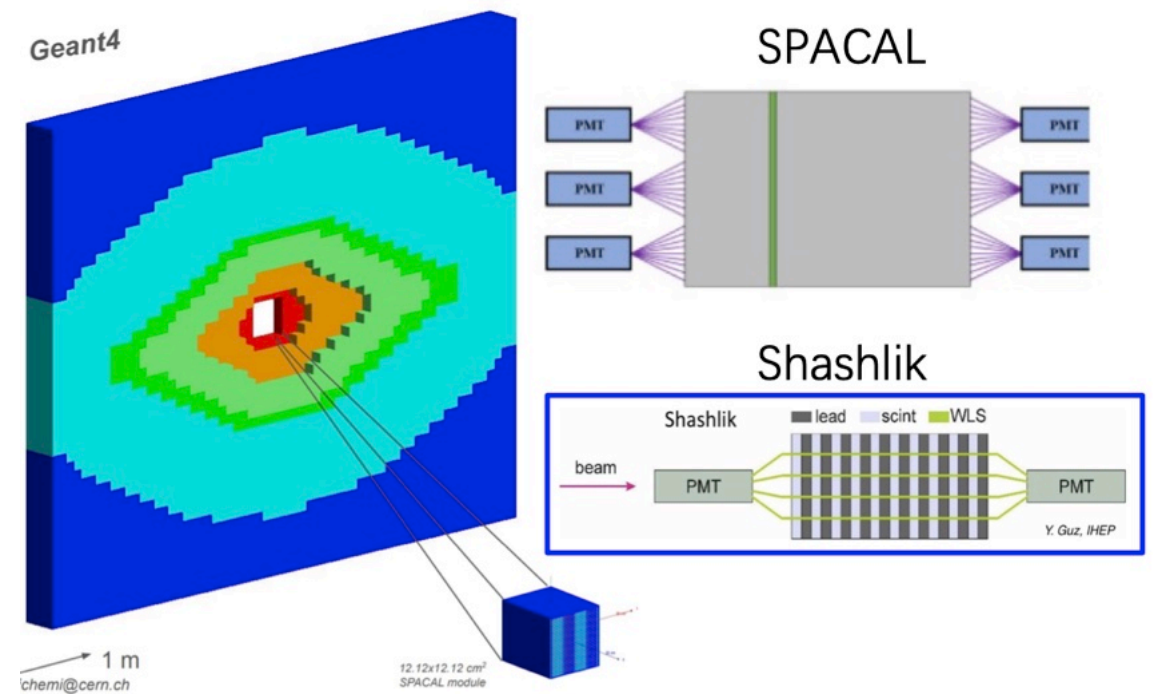 Geant4
1 m
chemi@cern.ch
12.12x12.12 cm²
SPACAL module
SPACAL
PMT
PMT
PMT
PMT
PMT
PMT
Shashlik
Shashlik
lead scint WLS
beam
PMT
PMT
Y. Guz, IHEP